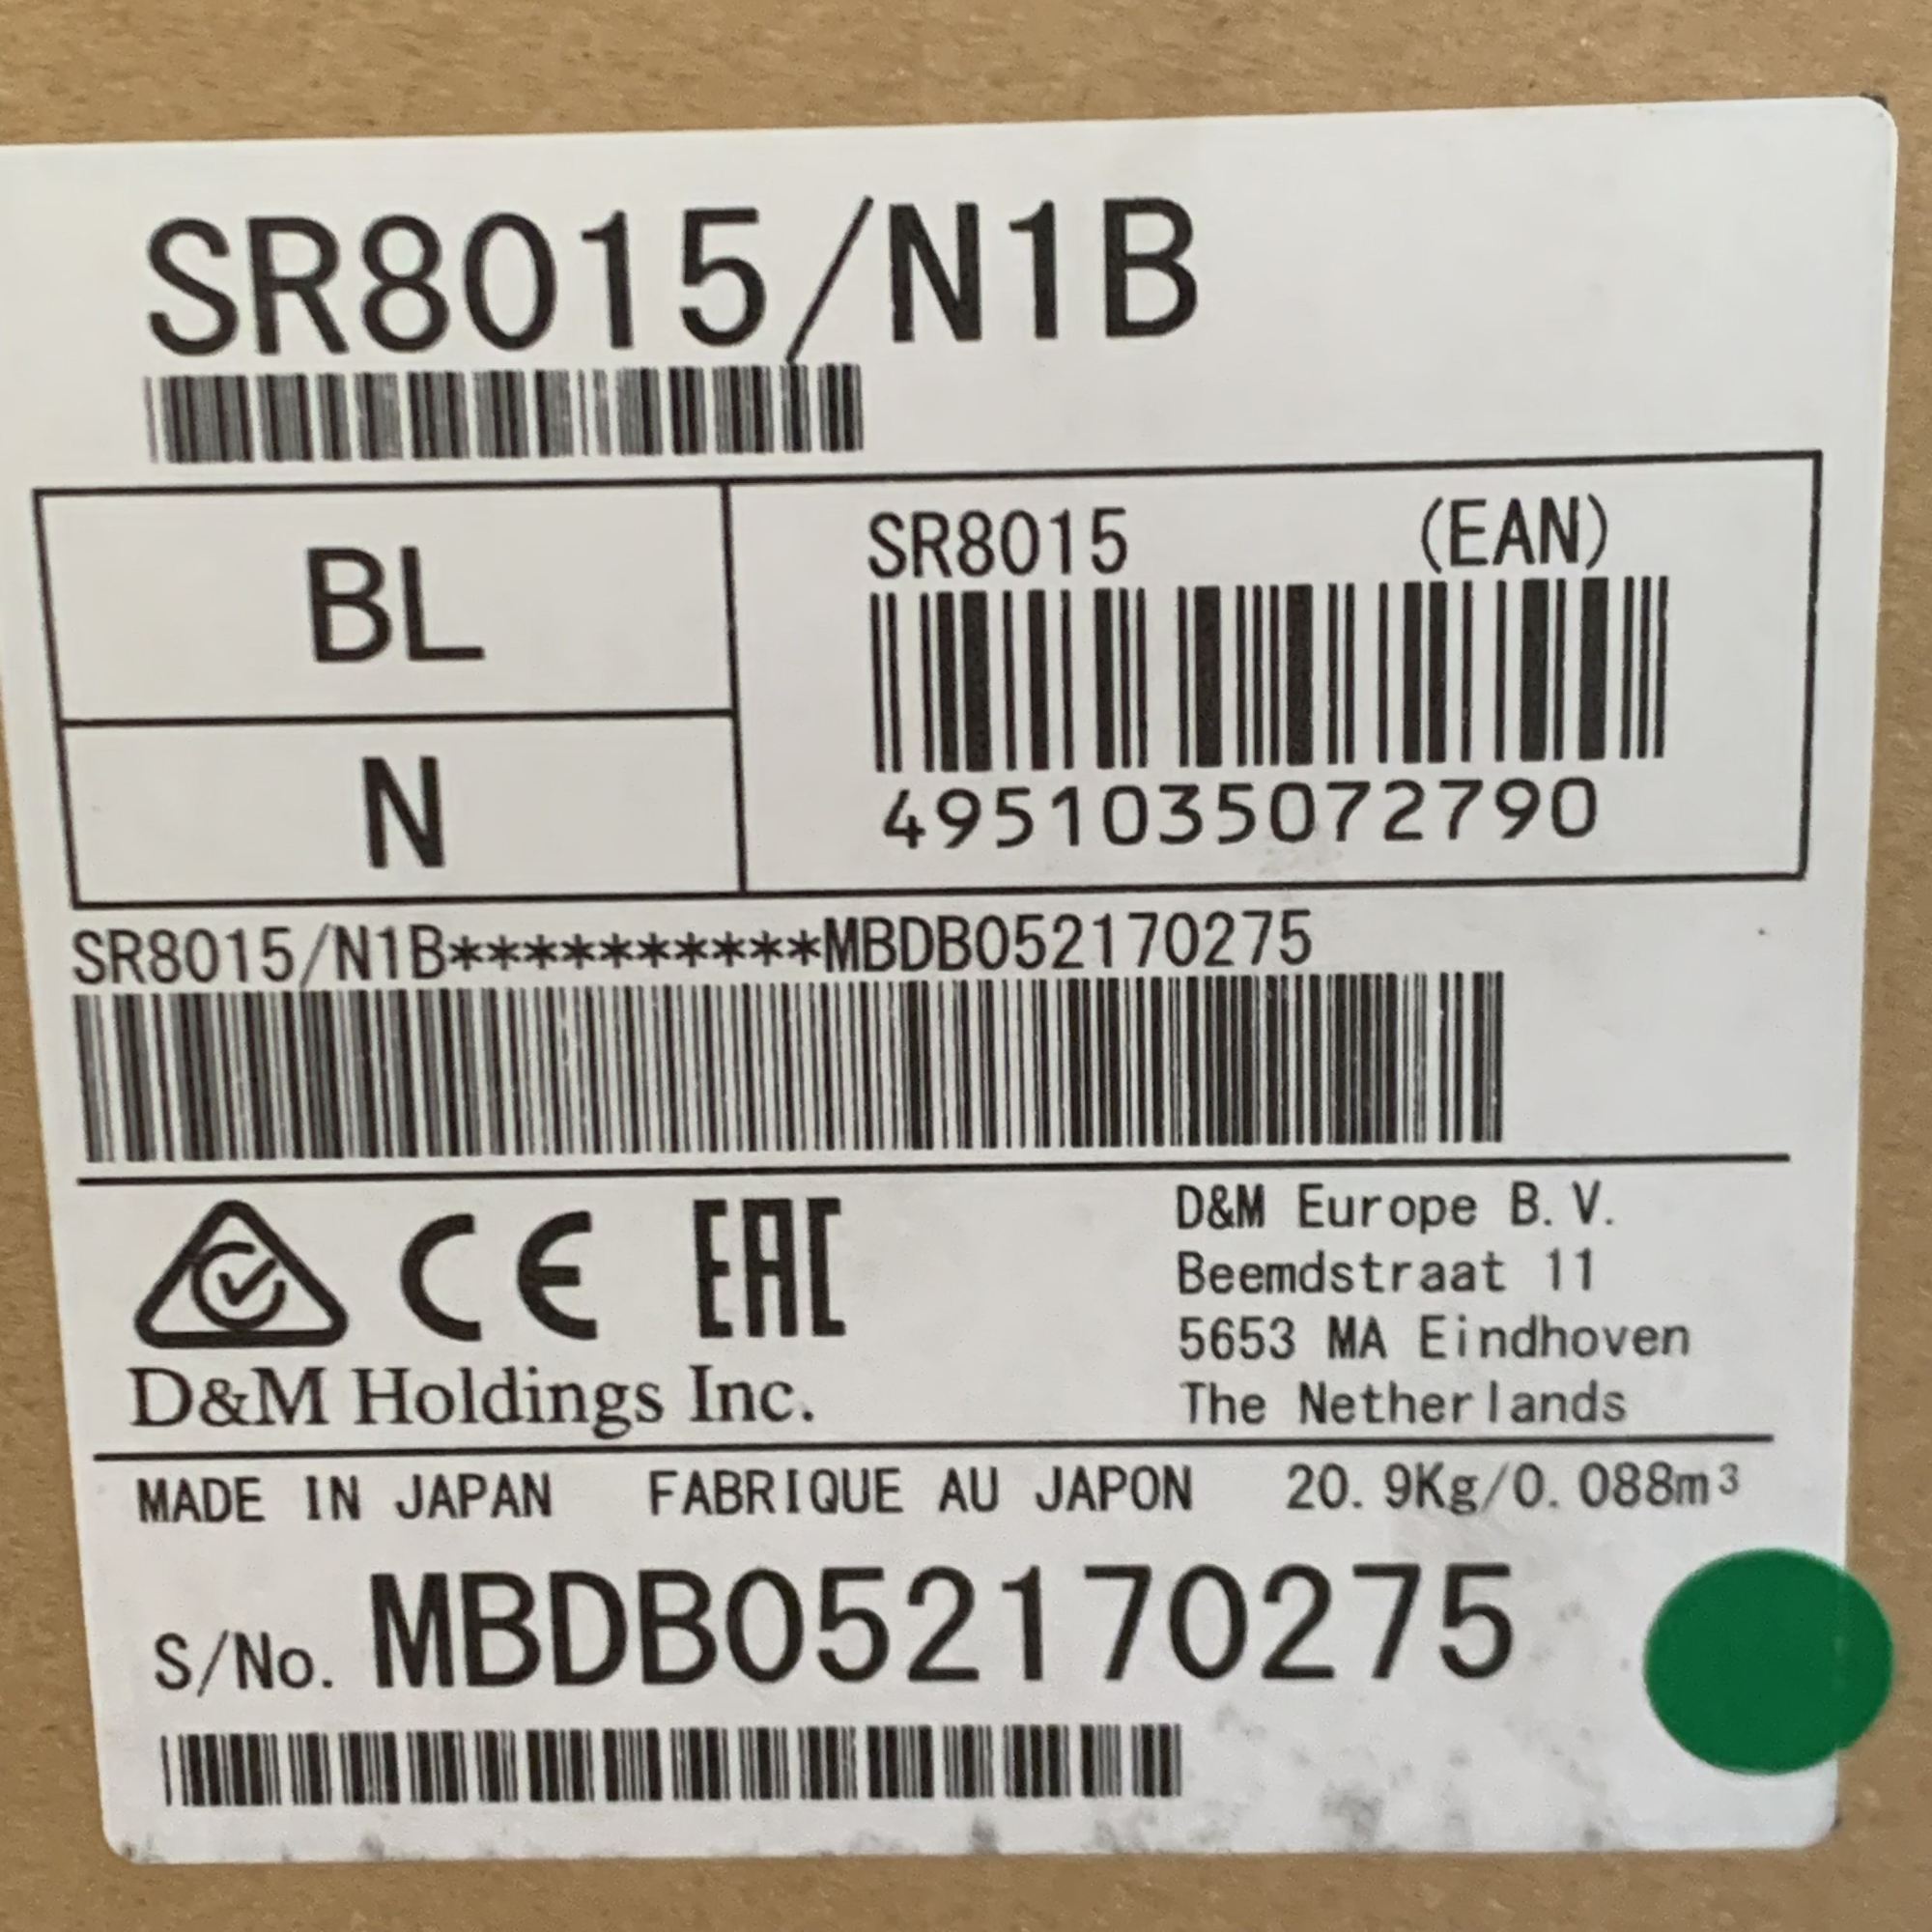 SR8015/N1B
BL
N
SR8015 (EAN)
4951035072790
SR8015/N1B**********MBDB052170275
CE EAC
D&M Holdings Inc.
D&M Europe B.V.
Beemdstraat 11
5653 MA Eindhoven
The Netherlands
MADE IN JAPAN FABRIQUE AU JAPON 20.9Kg/0.088m³
S/No. MBDB052170275